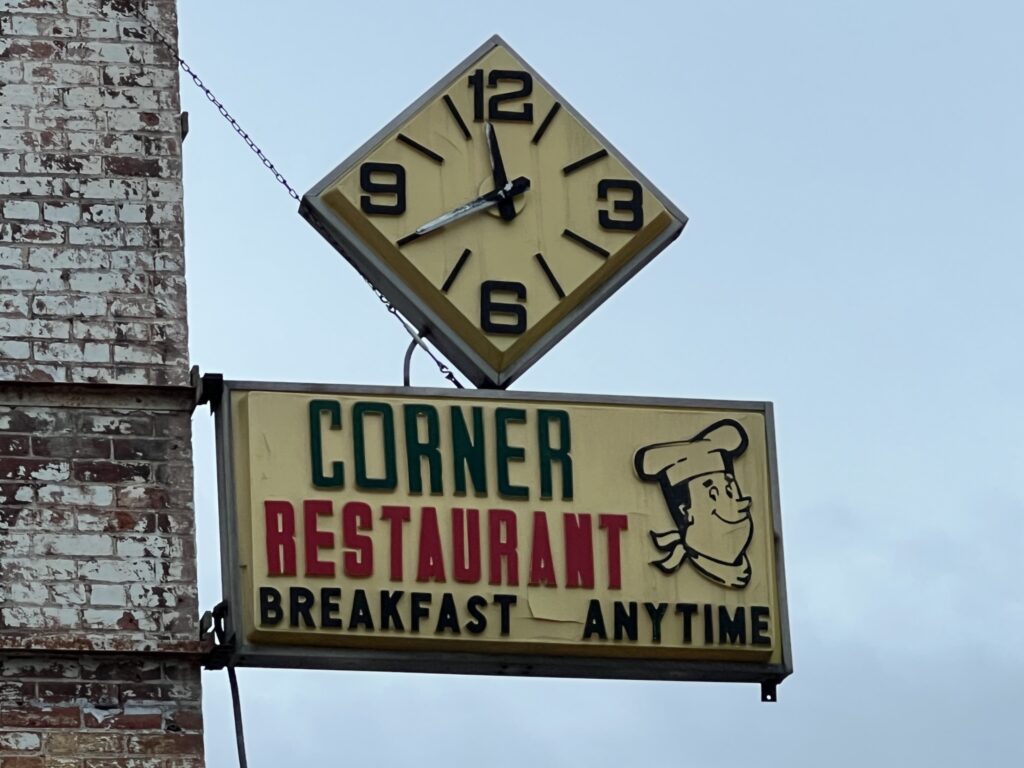 12
9
3
6
CORNER
RESTAURANT
BREAKFAST ANYTIME